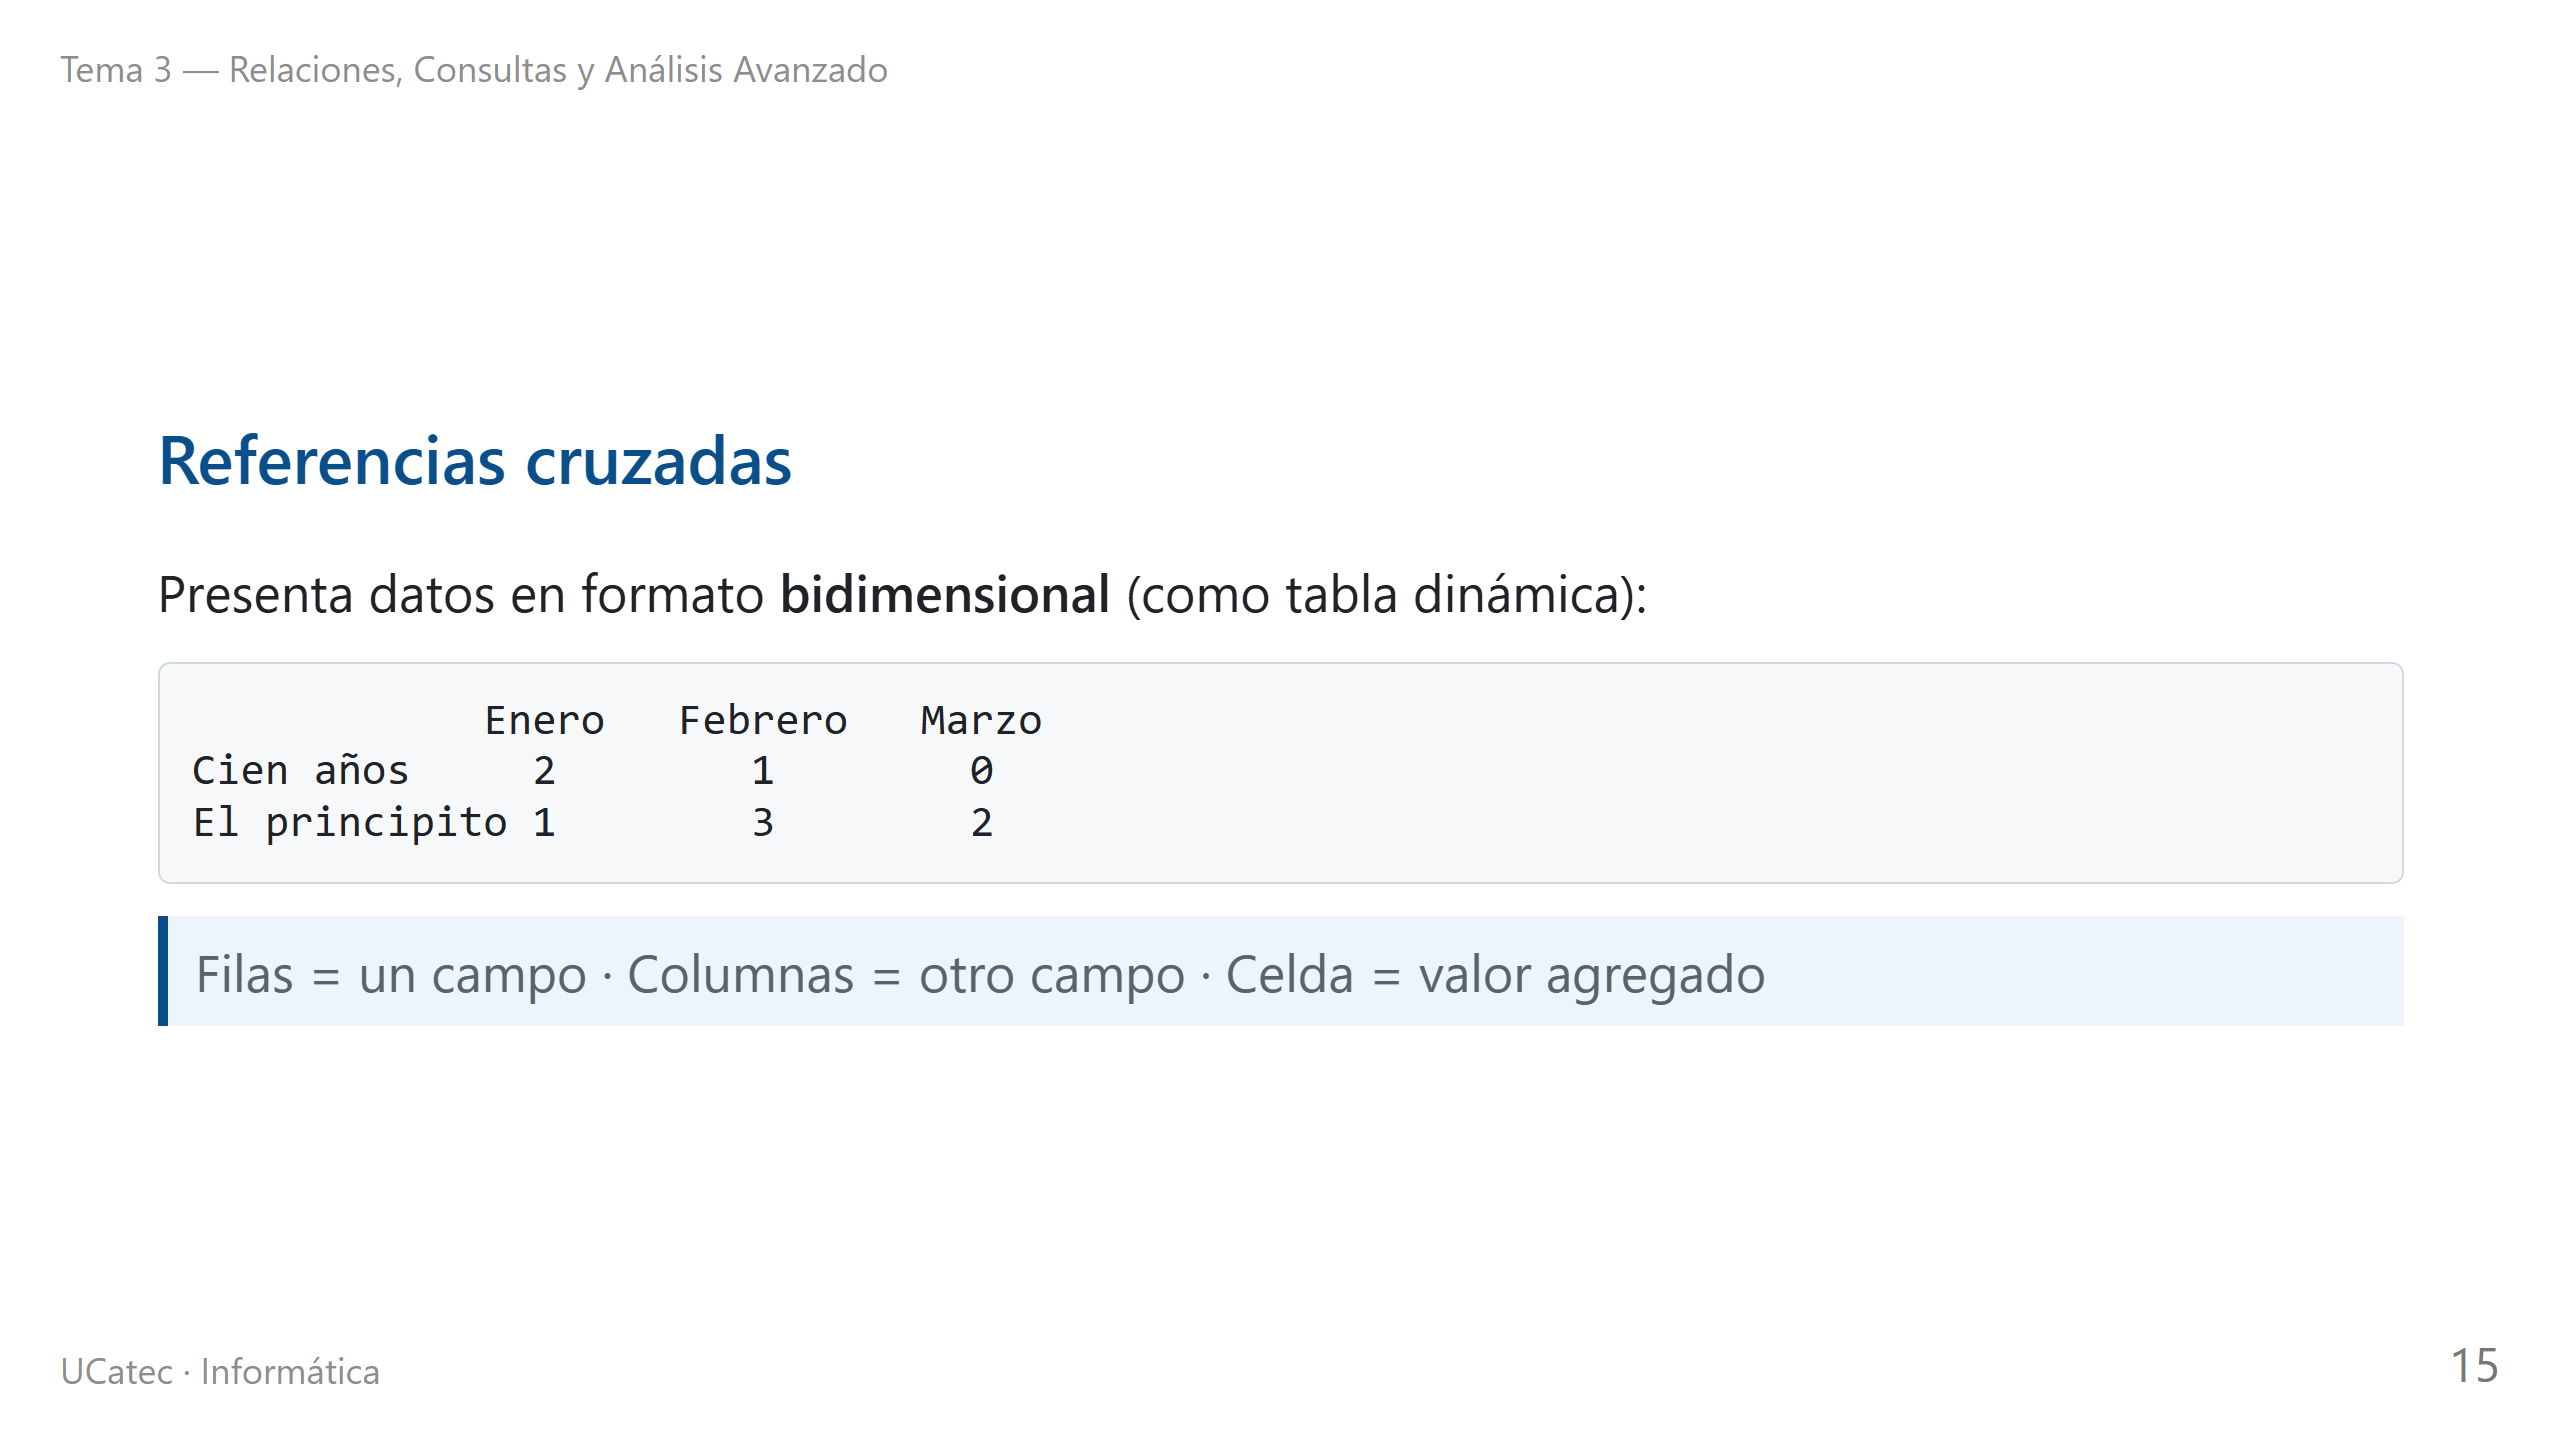 Tema 3 — Relaciones, Consultas y Análisis Avanzado
Referencias cruzadas
Presenta datos en formato bidimensional (como tabla dinámica):
Enero Febrero Marzo
Cien años 2 1 0
El principito 1 3 2
Filas = un campo · Columnas = otro campo · Celda = valor agregado
UCatec · Informática
15